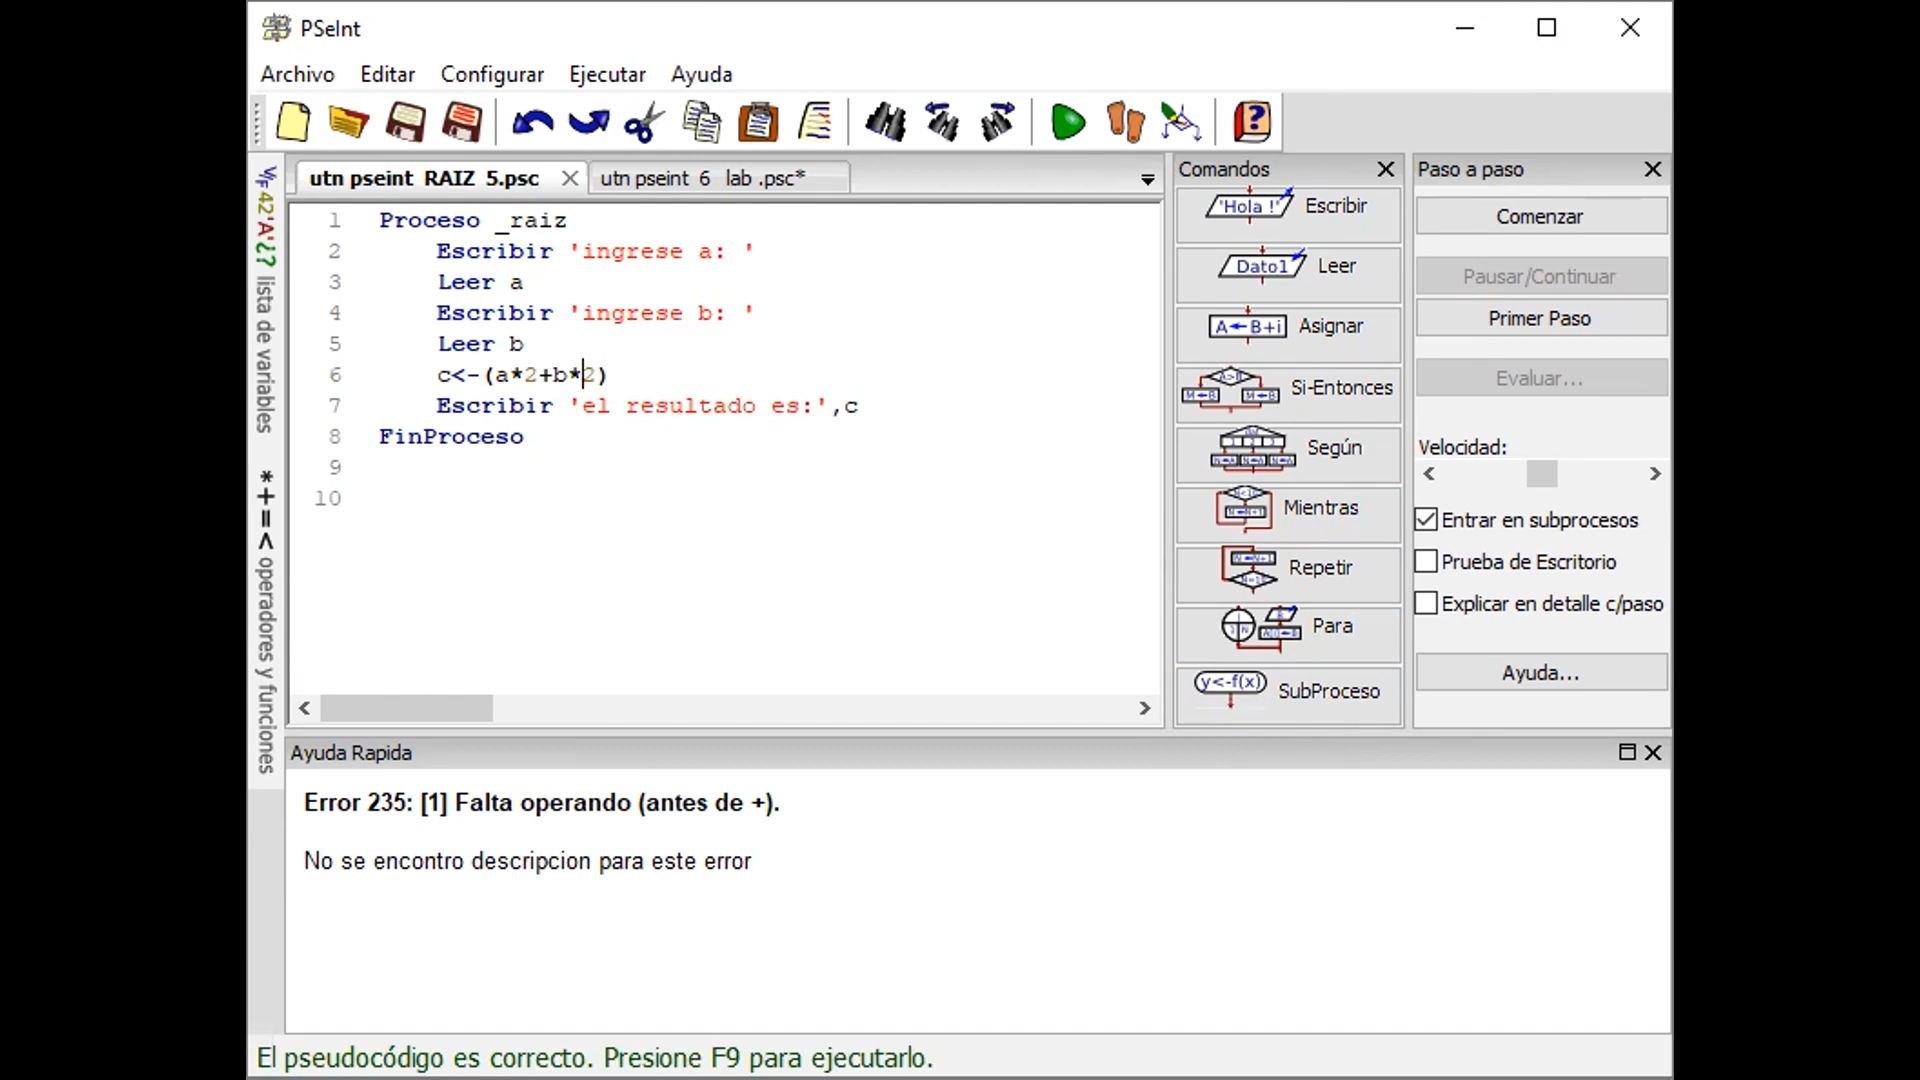 PSeInt
Archivo Editar Configurar Ejecutar Ayuda
utn pseint RAIZ 5.psc
utn pseint 6 lab .psc*
1 Proceso _raiz
2 Escribir 'ingrese a: '
3 Leer a
4 Escribir 'ingrese b: '
5 Leer b
6 c<-(a*2+b*2)
7 Escribir 'el resultado es:',c
8 FinProceso
9
10
42'A'¿? lista de variables
*+=< operadores y funciones
Comandos
'Hola !' Escribir
Dato1 Leer
A←B+i Asignar
Si-Entonces
Según
Mientras
Repetir
Para
y<-f(x) SubProceso
Paso a paso
Comenzar
Pausar/Continuar
Primer Paso
Evaluar...
Velocidad:
Entrar en subprocesos
Prueba de Escritorio
Explicar en detalle c/paso
Ayuda...
Ayuda Rapida
Error 235: [1] Falta operando (antes de +).
No se encontro descripcion para este error
El pseudocódigo es correcto. Presione F9 para ejecutarlo.